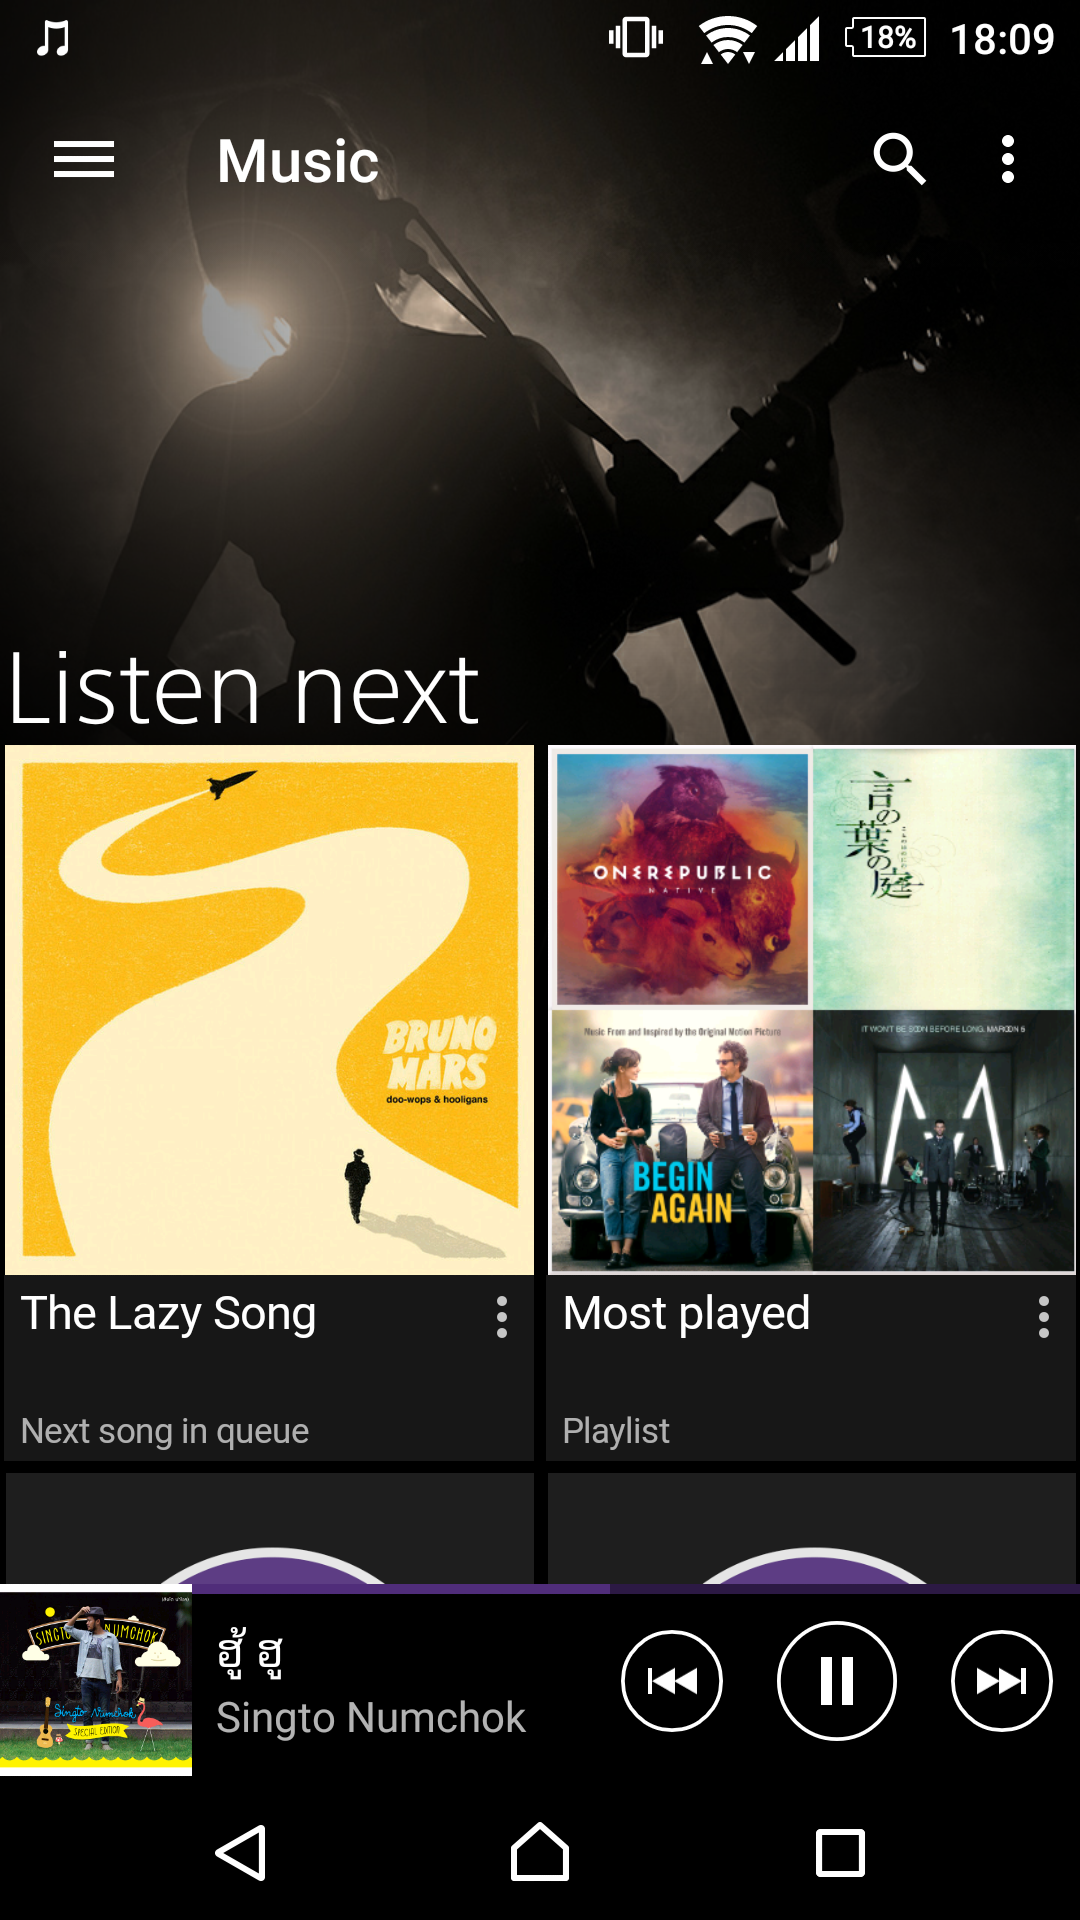 18%
18:09
Music
Listen next
BRUNO
MARS
doo-wops & hooligans
The Lazy Song
Next song in queue
ONEREPUBLIC
NATIVE
言の
葉の
庭
Music From and Inspired by the Original Motion Picture
BEGIN
AGAIN
IT WON'T BE SOON BEFORE LONG. MAROON 5
Most played
Playlist
SINGTO NUMCHOK
Singto Numchok
SPECIAL EDITION
ฮู้ ฮู
Singto Numchok